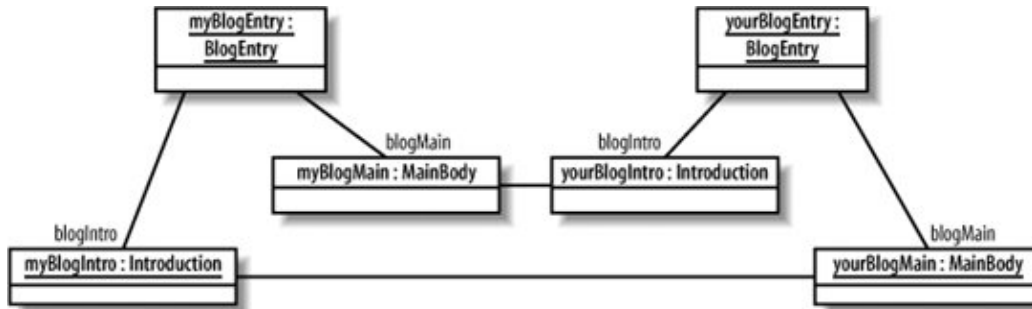 myBlogEntry :
BlogEntry
yourBlogEntry :
BlogEntry
blogMain
blogIntro
myBlogMain : MainBody
yourBlogIntro : Introduction
blogIntro
blogMain
myBlogIntro : Introduction
yourBlogMain : MainBody